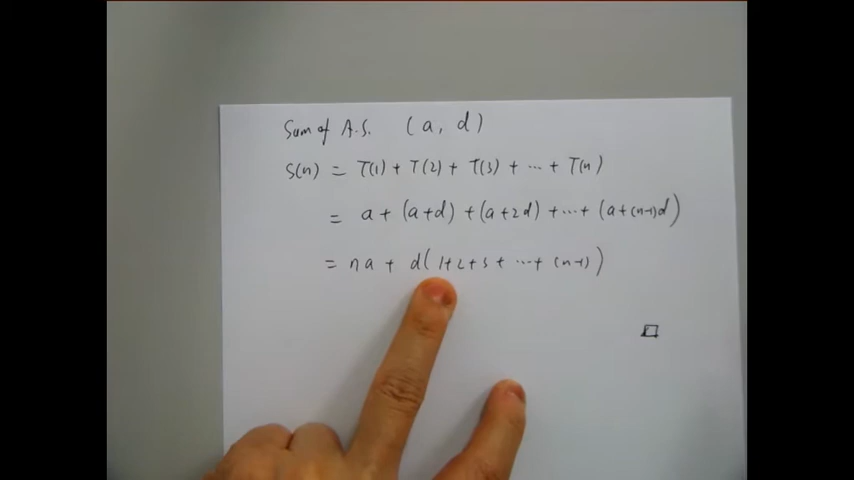 Sum of A.S. (a, d)
S(n) = T(1) + T(2) + T(3) + ... + T(n)
= a + (a+d) + (a+2d) + ... + (a+(n-1)d)
= na + d(1+2+3+ ... + (n-1))